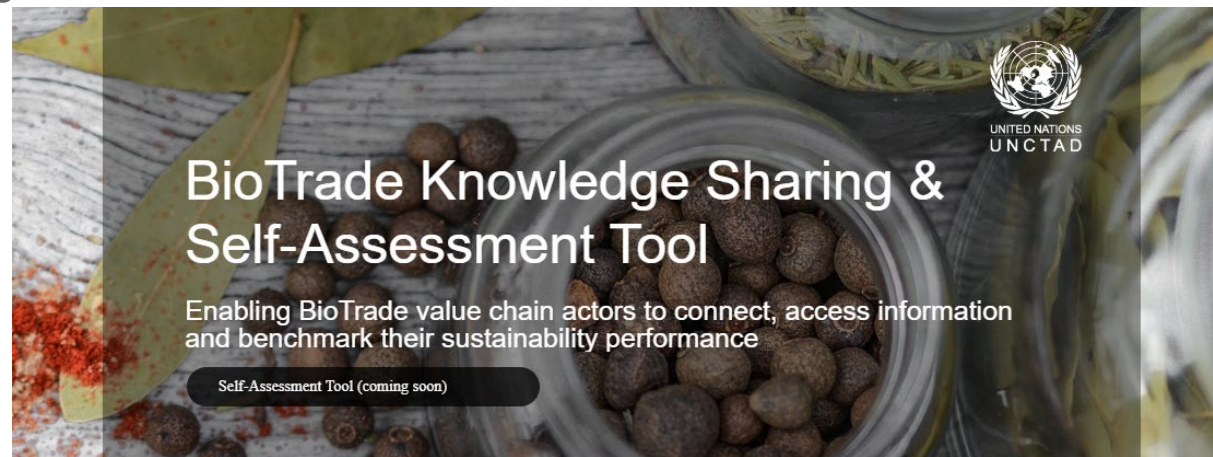 UNITED NATIONS
UNCTAD
BioTrade Knowledge Sharing &
Self-Assessment Tool
Enabling BioTrade value chain actors to connect, access information
and benchmark their sustainability performance
Self-Assessment Tool (coming soon)